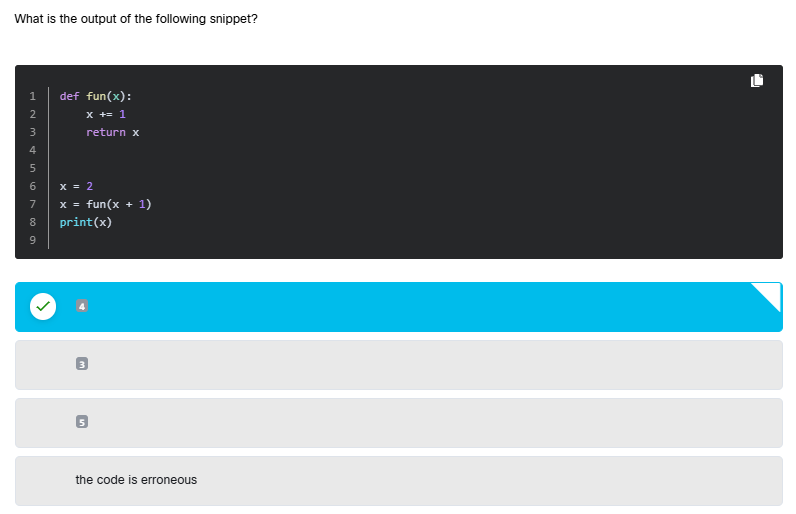 What is the output of the following snippet?
1 def fun(x):
2     x += 1
3     return x
4
5
6 x = 2
7 x = fun(x + 1)
8 print(x)
9
4
3
5
the code is erroneous